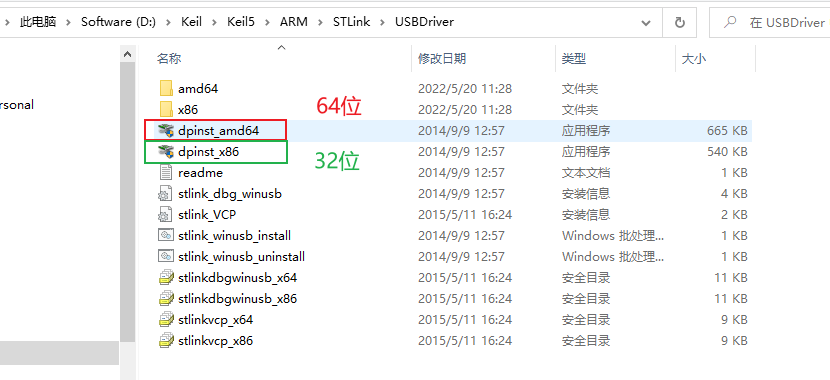 此电脑 > Software (D:) > Keil > Keil5 > ARM > STLink > USBDriver
在 USBDriver
名称 修改日期 类型 大小
ersonal
amd64 2022/5/20 11:28 文件夹
x86 2022/5/20 11:28 文件夹
64位
dpinst_amd64 2014/9/9 12:57 应用程序 665 KB
dpinst_x86 2014/9/9 12:57 应用程序 540 KB
32位
readme 2014/9/9 12:57 文本文档 1 KB
stlink_dbg_winusb 2014/9/9 12:57 安装信息 4 KB
stlink_VCP 2015/5/11 16:24 安装信息 2 KB
stlink_winusb_install 2014/9/9 12:57 Windows 批处理... 1 KB
stlink_winusb_uninstall 2014/9/9 12:57 Windows 批处理... 1 KB
stlinkdbgwinusb_x64 2015/5/11 16:24 安全目录 11 KB
stlinkdbgwinusb_x86 2015/5/11 16:24 安全目录 11 KB
stlinkvcp_x64 2015/5/11 16:24 安全目录 9 KB
stlinkvcp_x86 2015/5/11 16:24 安全目录 9 KB